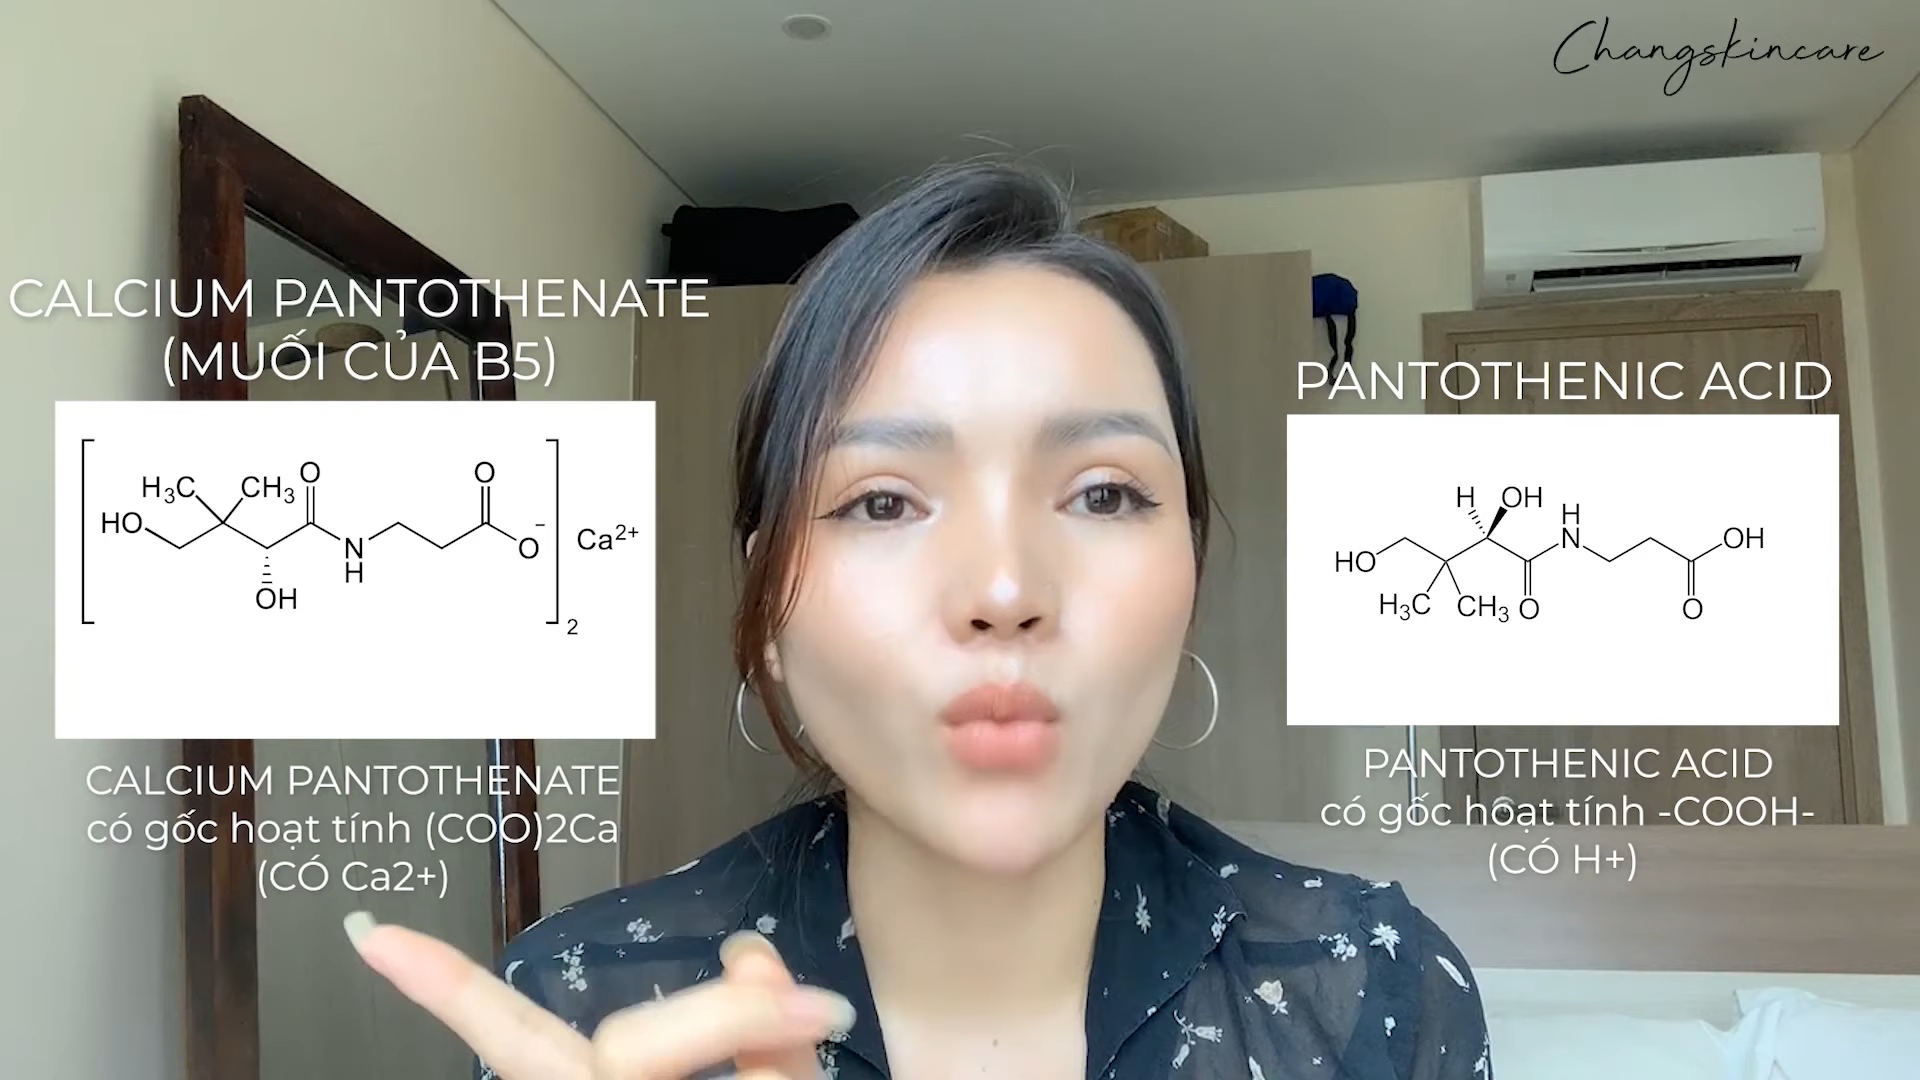 Changskincare
CALCIUM PANTOTHENATE
(MUỐI CỦA B5)
H3C
CH3
O
O
HO
N
H
O-
Ca2+
OH
2
CALCIUM PANTOTHENATE
có gốc hoạt tính (COO)2Ca
(CÓ Ca2+)
PANTOTHENIC ACID
H
OH
H
N
OH
HO
H3C
CH3
O
O
PANTOTHENIC ACID
có gốc hoạt tính -COOH-
(CÓ H+)